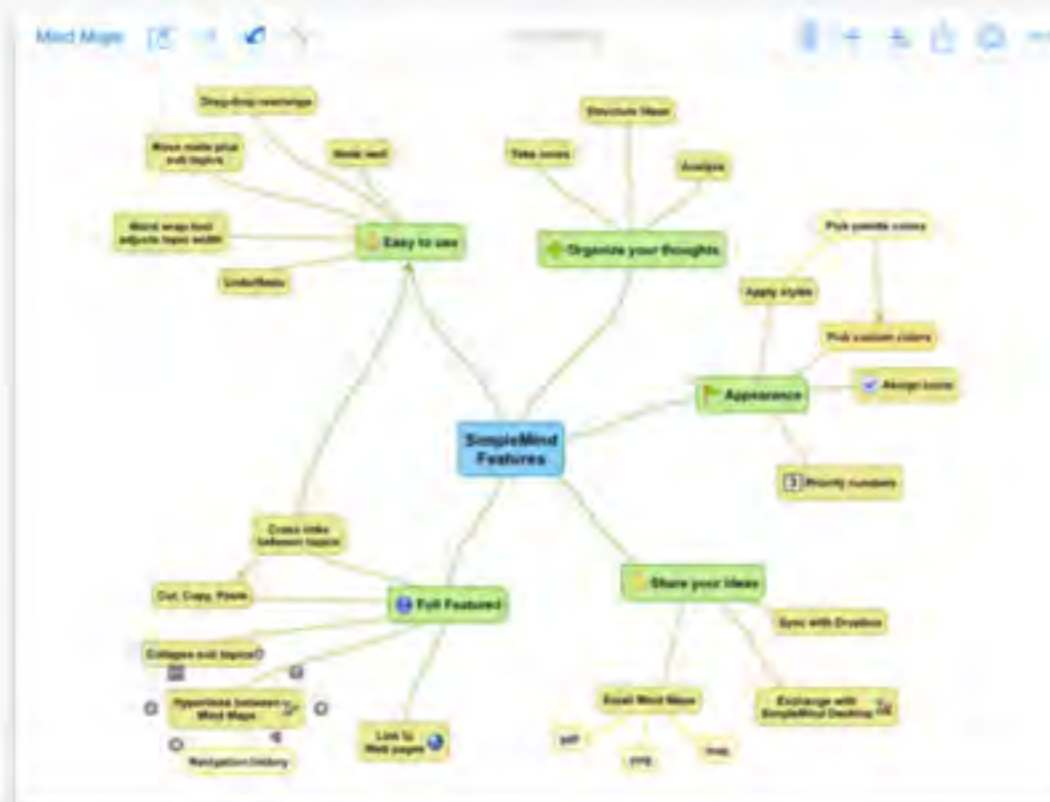 Mind Maps
Drag-drop rearrange
Structure Ideas
Move node plus
sub topics
Take notes
Analyze
Word wrap tool
adjusts topic width
Easy to use
Organize your thoughts
Pick palette colors
Undo/Redo
Apply styles
Pick custom colors
Appearance
Assign icons
SimpleMind
Features
Priority numbers
Cross links
between topics
Cut, Copy, Paste
Full Featured
Share your ideas
Sync with Dropbox
Collapse sub topics
Hyperlinks between
Mind Maps
Email Mind Maps
Exchange with
SimpleMind Desktop
Link to
Web pages
Navigation history
pdf
png